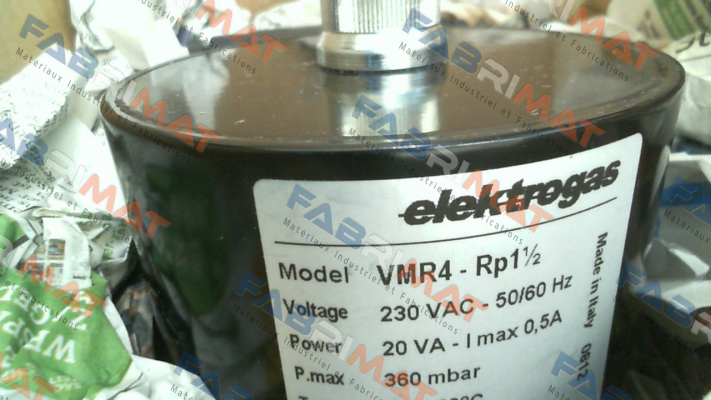 elektrogas
Model VMR4 - Rp1½
Voltage 230 VAC - 50/60 Hz
Power 20 VA - I max 0,5A
P.max 360 mbar
Made in Italy 0612
FABRIMAT
Materiaux Industriel et Fabrications